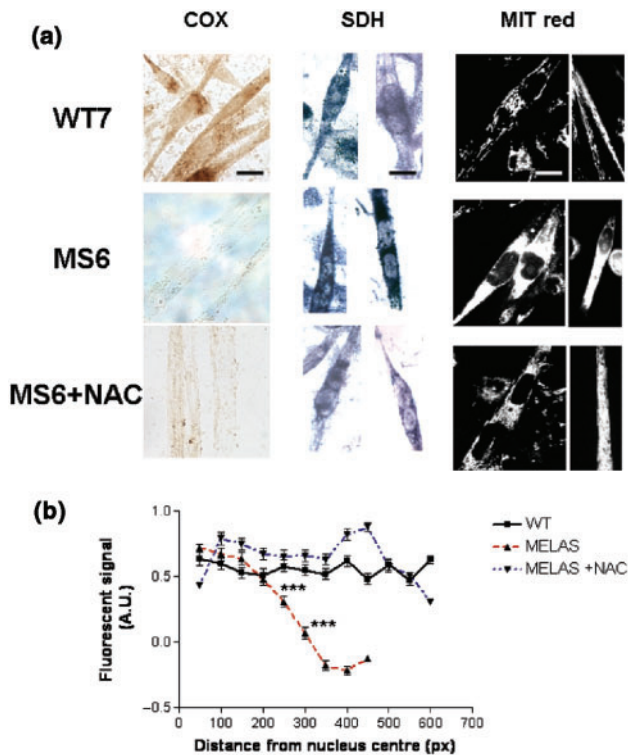 (a)
COX SDH MIT red
WT7
MS6
MS6+NAC
(b)
Fluorescent signal
(A.U.)
1.0
0.5
0.0
−0.5
0 100 200 300 400 500 600 700
Distance from nucleus centre (px)
***
***
WT
MELAS
MELAS +NAC